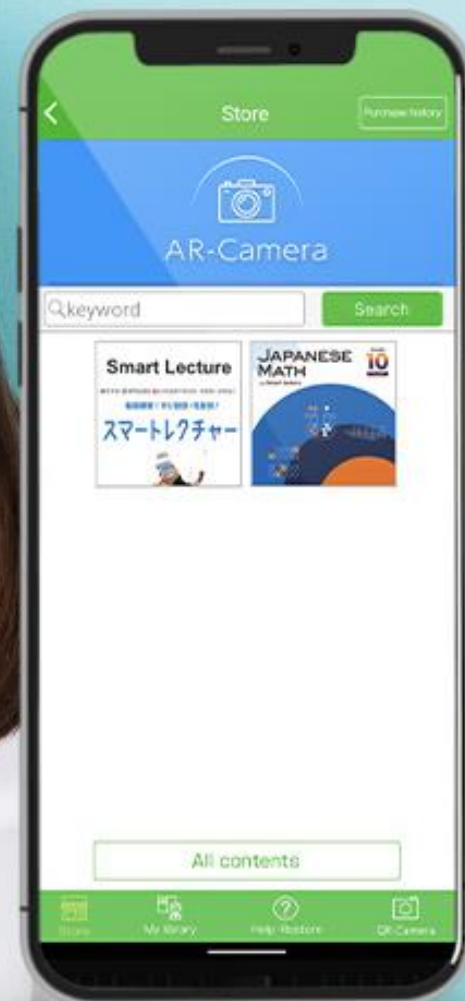 Store
Purchase history
AR-Camera
keyword
Search
Smart Lecture
スマートレクチャー
JAPANESE
MATH
10
All contents
Store
My library
Help・Restore
QR-Camera